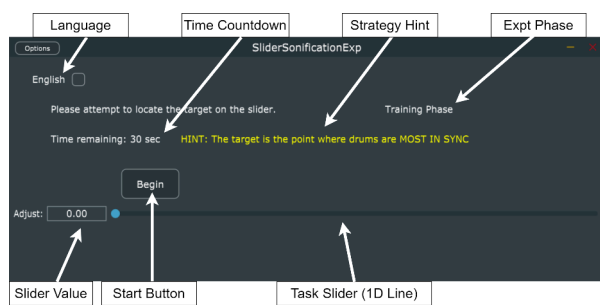 Language
Time Countdown
Strategy Hint
Expt Phase
Options
SliderSonificationExp
English
Please attempt to locate the target on the slider.
Training Phase
Time remaining: 30 sec
HINT: The target is the point where drums are MOST IN SYNC
Begin
Adjust:
0.00
Slider Value
Start Button
Task Slider (1D Line)